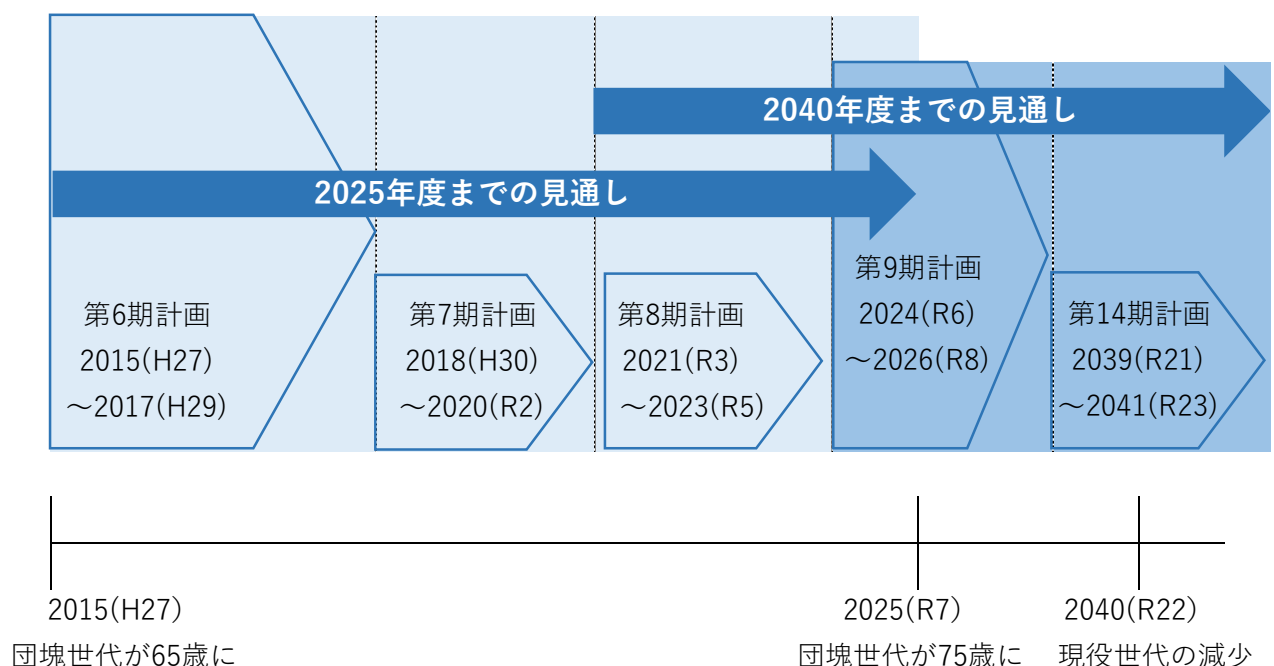 2040年度までの見通し
2025年度までの見通し
第6期計画
2015(H27)
～2017(H29)
第7期計画
2018(H30)
～2020(R2)
第8期計画
2021(R3)
～2023(R5)
第9期計画
2024(R6)
～2026(R8)
第14期計画
2039(R21)
～2041(R23)
2015(H27)
団塊世代が65歳に
2025(R7)
団塊世代が75歳に
2040(R22)
現役世代の減少